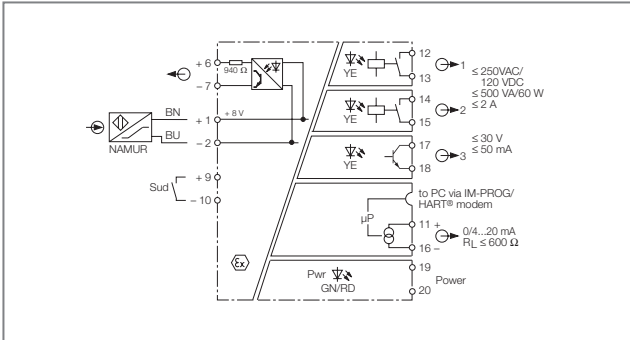 + 6
940 Ω
– 7
BN
+ 1
+ 8 V
BU
– 2
NAMUR
Sud
+ 9
– 10
Ex
YE
12
13
1
≤ 250VAC/
120 VDC
≤ 500 VA/60 W
≤ 2 A
YE
14
15
2
YE
17
18
3
≤ 30 V
≤ 50 mA
to PC via IM-PROG/
HART® modem
µP
11 +
16 –
0/4...20 mA
RL ≤ 600 Ω
Pwr
GN/RD
19
20
Power